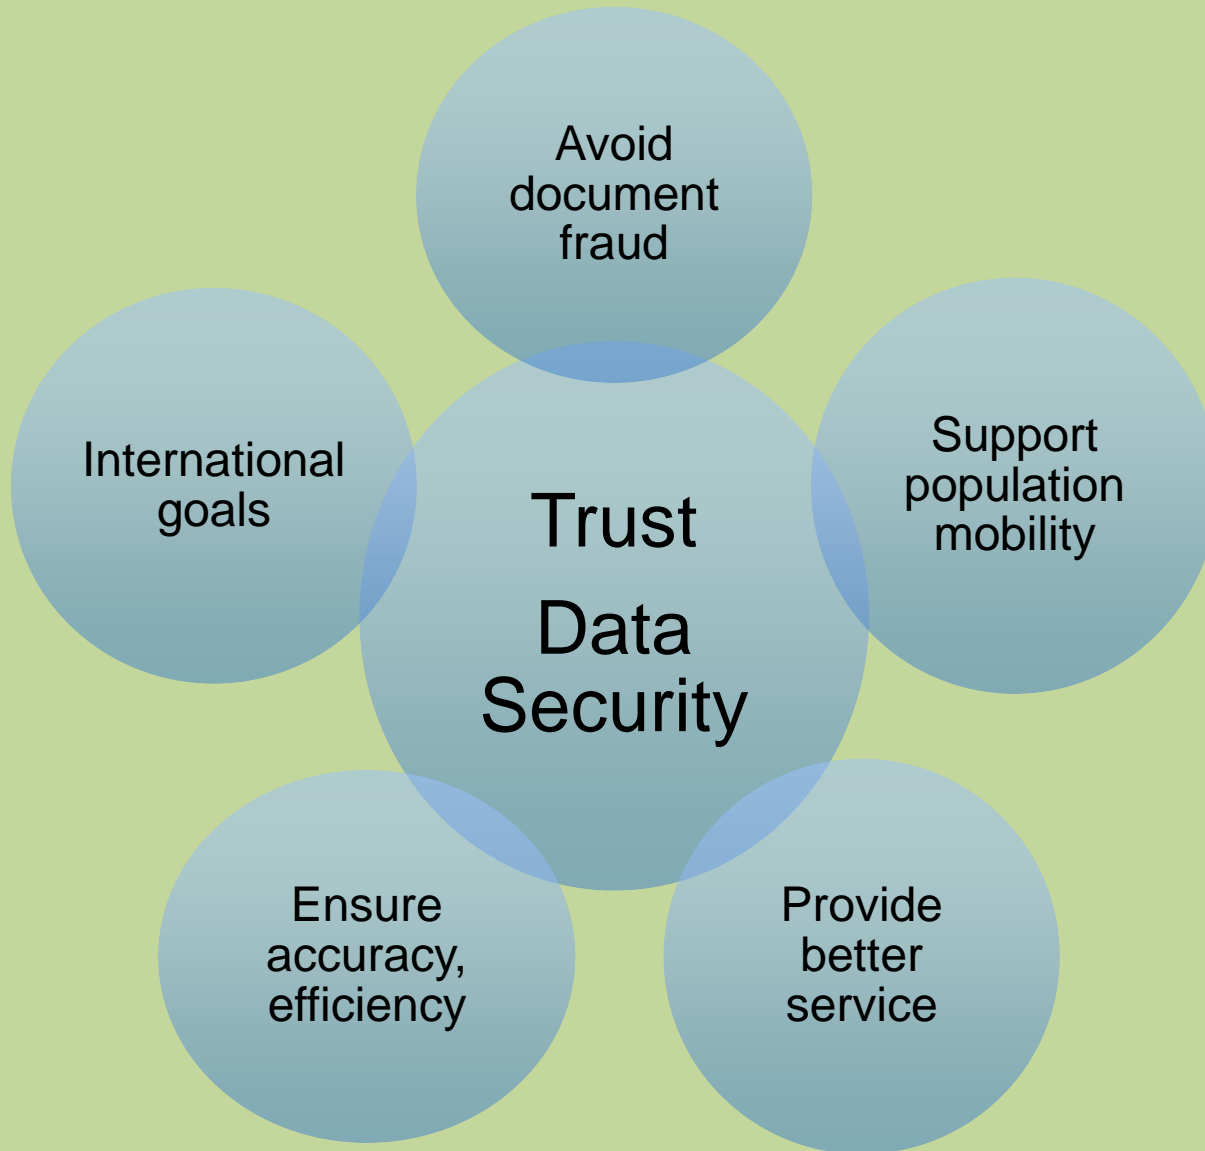 Avoid
document
fraud
International
goals
Support
population
mobility
Trust
Data
Security
Ensure
accuracy,
efficiency
Provide
better
service